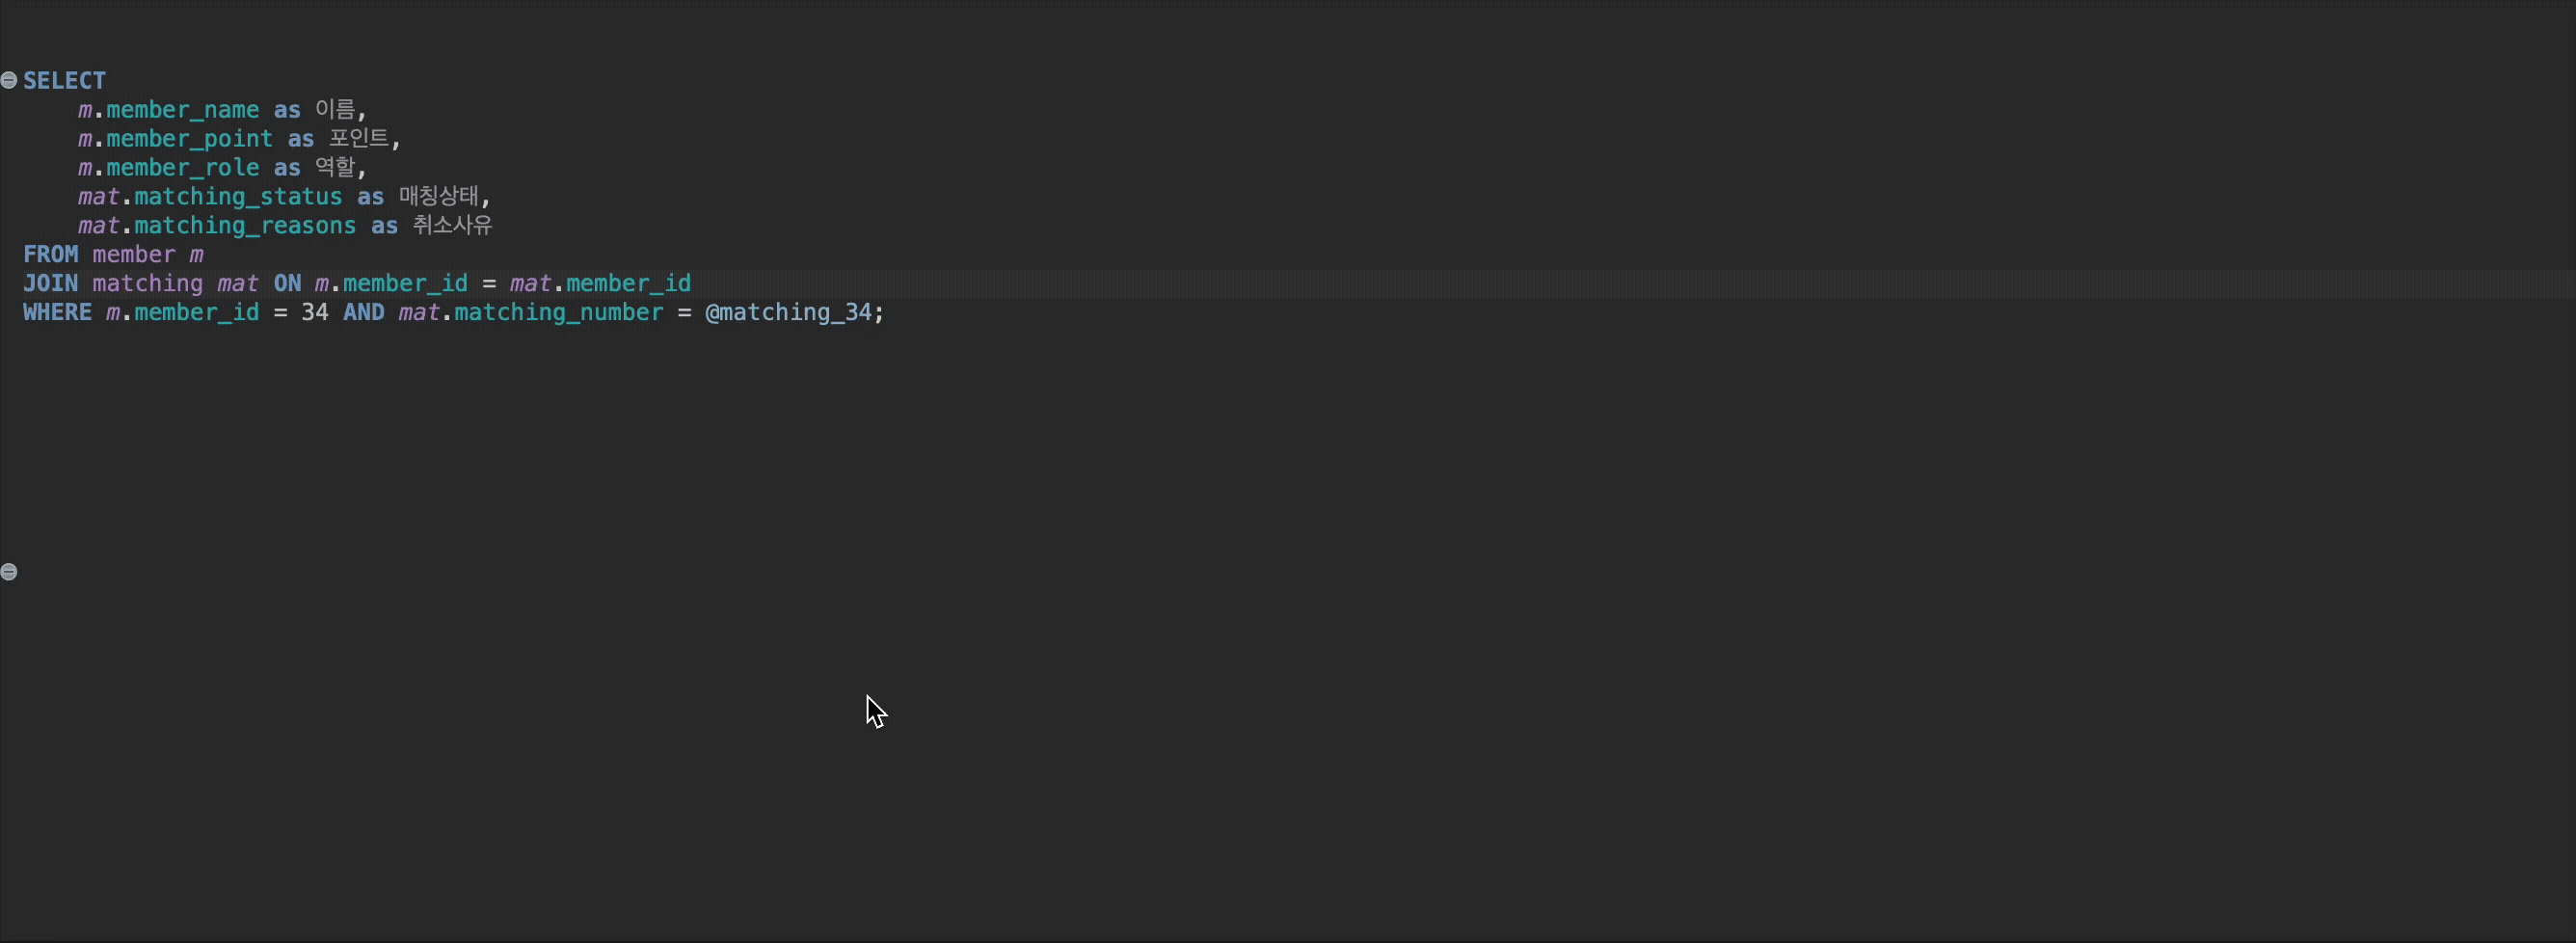 SELECT
    m.member_name as 이름,
    m.member_point as 포인트,
    m.member_role as 역할,
    mat.matching_status as 매칭상태,
    mat.matching_reasons as 취소사유
FROM member m
JOIN matching mat ON m.member_id = mat.member_id
WHERE m.member_id = 34 AND mat.matching_number = @matching_34;